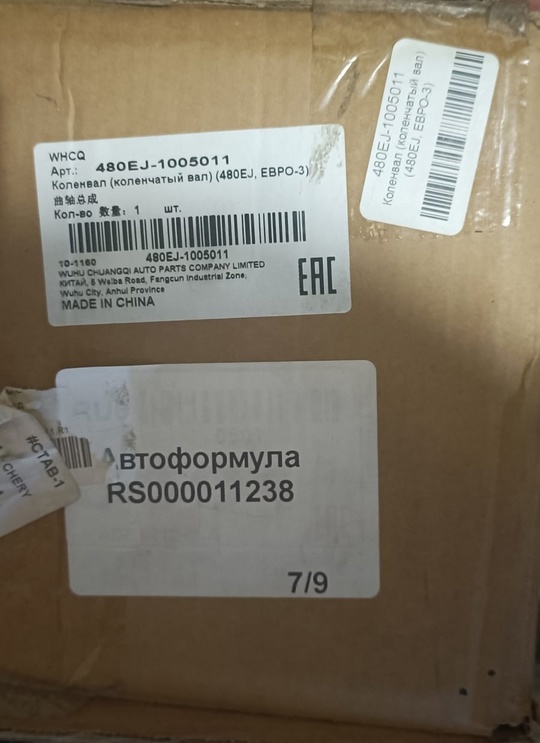 WHCQ
Арт.: 480EJ-1005011
Коленвал (коленчатый вал) (480EJ, ЕВРО-3)
曲轴总成
Кол-во 数量: 1 шт.
480EJ-1005011
TO-1160
WUHU CHUANGQI AUTO PARTS COMPANY LIMITED
КИТАЙ, 5 Weiba Road, Fangcun Industrial Zone,
Wuhu City, Anhui Province
MADE IN CHINA
EAC
480EJ-1005011
Коленвал (коленчатый вал)
(480EJ, ЕВРО-3)
#СТАВ-1
CHERY
Автоформула
RS000011238
7/9